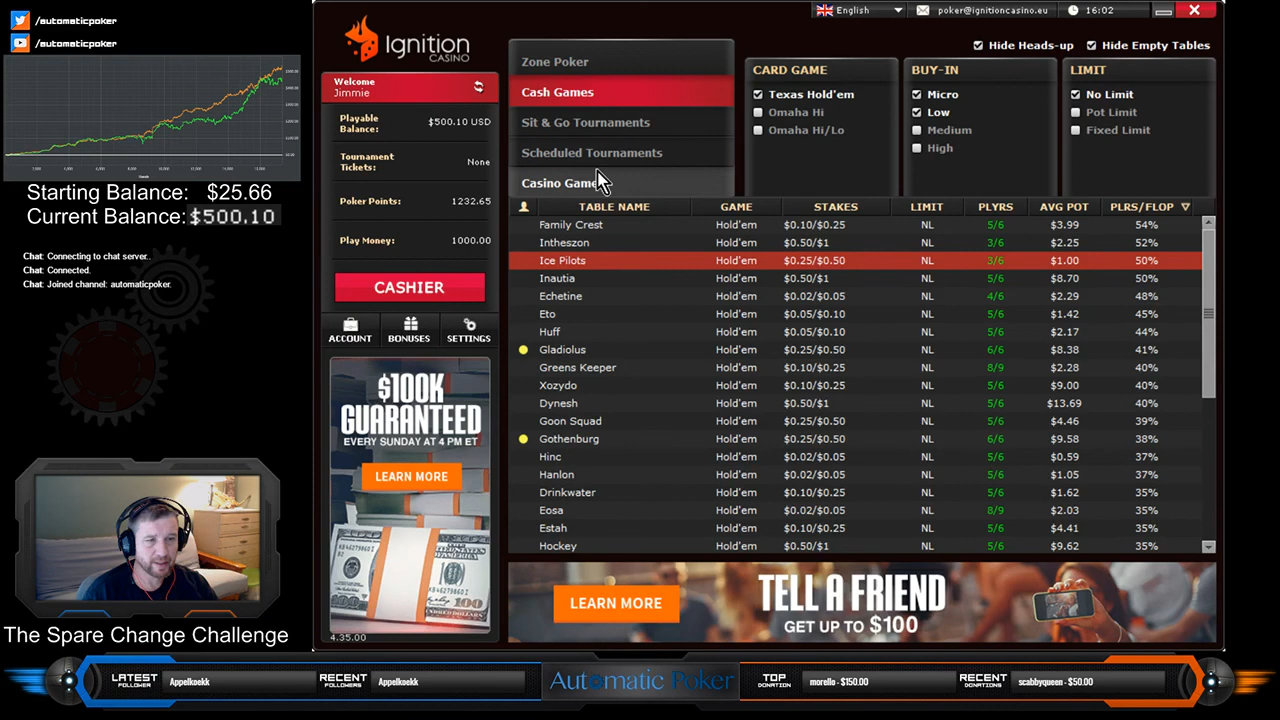 /automaticpoker
/automaticpoker
Starting Balance: $25.66
Current Balance: $500.10
Chat: Connecting to chat server..
Chat: Connected.
Chat: Joined channel: automaticpoker.
The Spare Change Challenge
Ignition
CASINO
English
poker@ignitioncasino.eu
16:02
Welcome
Jimmie
Playable Balance: $500.10 USD
Tournament Tickets: None
Poker Points: 1232.65
Play Money: 1000.00
CASHIER
ACCOUNT BONUSES SETTINGS
$100K
GUARANTEED
EVERY SUNDAY AT 4 PM ET
LEARN MORE
4.35.00
Zone Poker
Cash Games
Sit & Go Tournaments
Scheduled Tournaments
Casino Game
Hide Heads-up Hide Empty Tables
CARD GAME
Texas Hold'em
Omaha Hi
Omaha Hi/Lo
BUY-IN
Micro
Low
Medium
High
LIMIT
No Limit
Pot Limit
Fixed Limit
TABLE NAME GAME STAKES LIMIT PLYRS AVG POT PLRS/FLOP
Family Crest Hold'em $0.10/$0.25 NL 5/6 $3.99 54%
Intheszon Hold'em $0.50/$1 NL 3/6 $2.25 52%
Ice Pilots Hold'em $0.25/$0.50 NL 3/6 $1.00 50%
Inautia Hold'em $0.50/$1 NL 5/6 $8.70 50%
Echetine Hold'em $0.02/$0.05 NL 4/6 $2.29 48%
Eto Hold'em $0.05/$0.10 NL 5/6 $1.42 45%
Huff Hold'em $0.05/$0.10 NL 5/6 $2.17 44%
Gladiolus Hold'em $0.25/$0.50 NL 6/6 $8.38 41%
Greens Keeper Hold'em $0.10/$0.25 NL 8/9 $2.28 40%
Xozydo Hold'em $0.10/$0.25 NL 5/6 $9.00 40%
Dynesh Hold'em $0.50/$1 NL 5/6 $13.69 40%
Goon Squad Hold'em $0.25/$0.50 NL 5/6 $4.46 39%
Gothenburg Hold'em $0.25/$0.50 NL 6/6 $9.58 38%
Hinc Hold'em $0.02/$0.05 NL 5/6 $0.59 37%
Hanlon Hold'em $0.02/$0.05 NL 5/6 $1.05 37%
Drinkwater Hold'em $0.10/$0.25 NL 5/6 $1.62 35%
Eosa Hold'em $0.02/$0.05 NL 8/9 $2.03 35%
Estah Hold'em $0.10/$0.25 NL 5/6 $4.41 35%
Hockey Hold'em $0.50/$1 NL 5/6 $9.62 35%
LEARN MORE
TELL A FRIEND
GET UP TO $100
LATEST FOLLOWER Appelkoekk
RECENT FOLLOWERS Appelkoekk
Automatic Poker
TOP DONATION morello - $150.00
RECENT DONATIONS scabbyqueen - $50.00